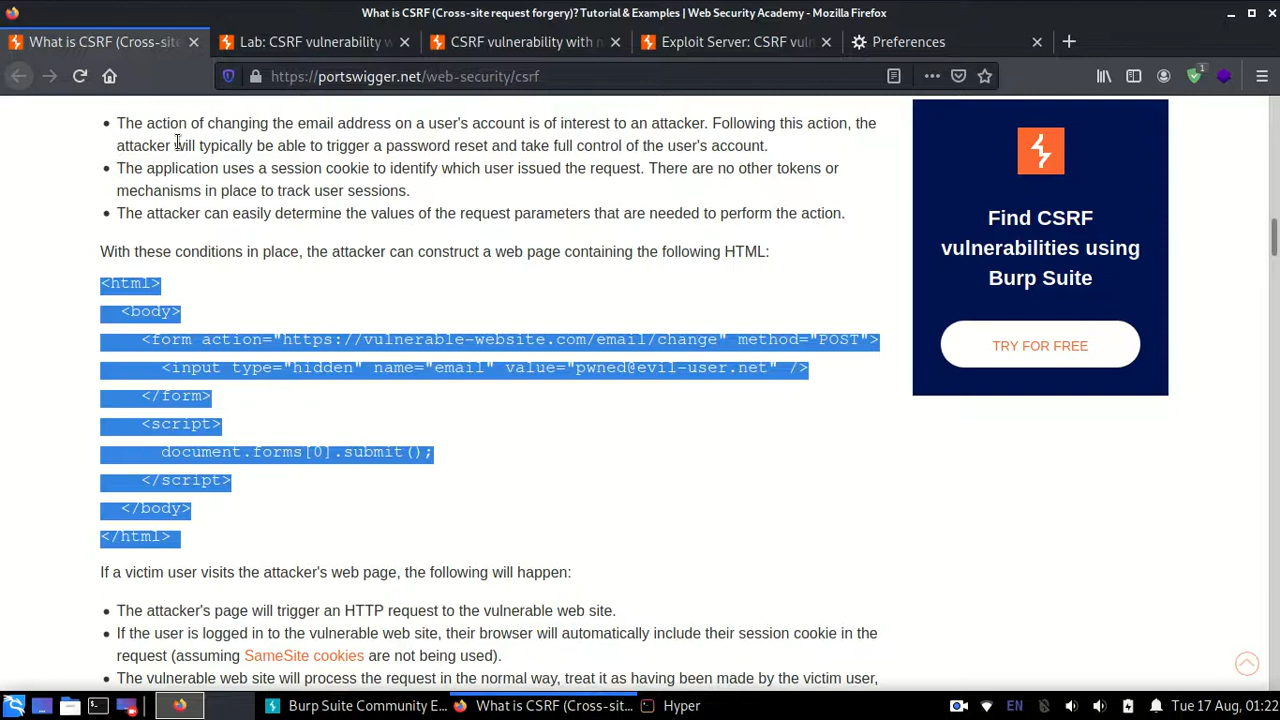 What is CSRF (Cross-site request forgery)? Tutorial & Examples | Web Security Academy - Mozilla Firefox
What is CSRF (Cross-site
Lab: CSRF vulnerability w
CSRF vulnerability with n
Exploit Server: CSRF vuln
Preferences
https://portswigger.net/web-security/csrf
1
The action of changing the email address on a user's account is of interest to an attacker. Following this action, the
attacker will typically be able to trigger a password reset and take full control of the user's account.
The application uses a session cookie to identify which user issued the request. There are no other tokens or
mechanisms in place to track user sessions.
The attacker can easily determine the values of the request parameters that are needed to perform the action.
With these conditions in place, the attacker can construct a web page containing the following HTML:
<html>
<body>
<form action="https://vulnerable-website.com/email/change" method="POST">
<input type="hidden" name="email" value="pwned@evil-user.net" />
</form>
<script>
document.forms[0].submit();
</script>
</body>
</html>
If a victim user visits the attacker's web page, the following will happen:
The attacker's page will trigger an HTTP request to the vulnerable web site.
If the user is logged in to the vulnerable web site, their browser will automatically include their session cookie in the
request (assuming SameSite cookies are not being used).
The vulnerable web site will process the request in the normal way, treat it as having been made by the victim user,
Find CSRF
vulnerabilities using
Burp Suite
TRY FOR FREE
Burp Suite Community E...
What is CSRF (Cross-sit...
Hyper
EN
Tue 17 Aug, 01:22